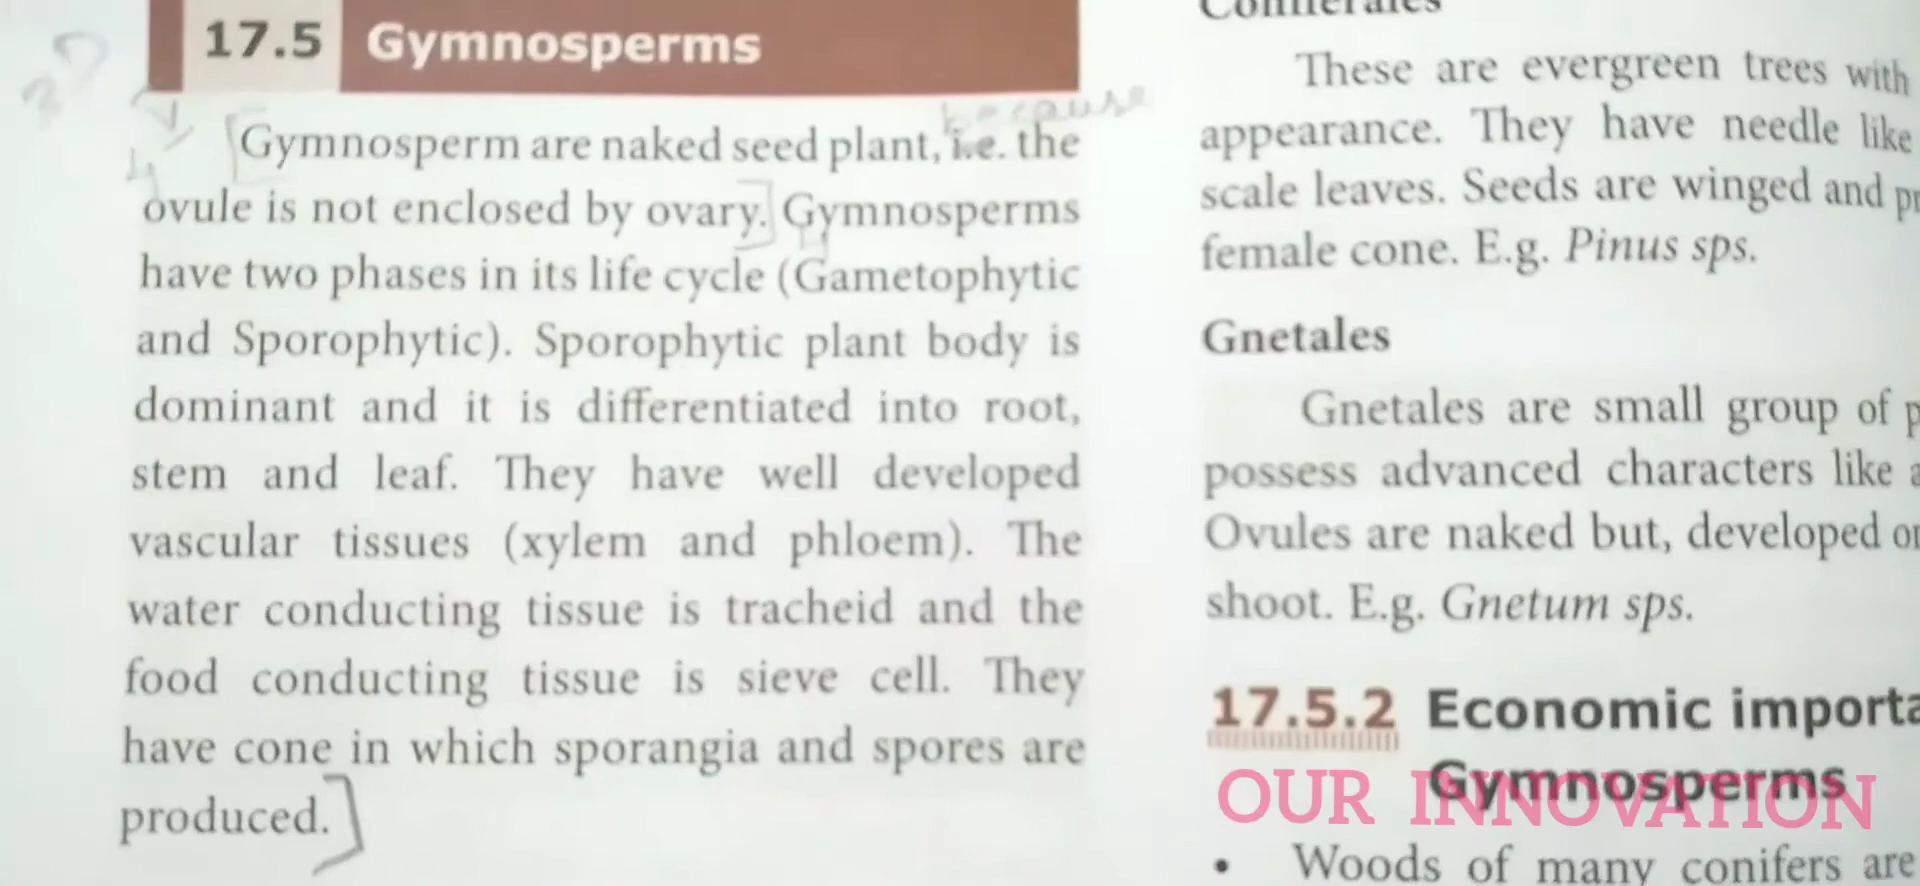 17.5 Gymnosperms
because
Gymnosperm are naked seed plant, i.e. the
ovule is not enclosed by ovary. Gymnosperms
have two phases in its life cycle (Gametophytic
and Sporophytic). Sporophytic plant body is
dominant and it is differentiated into root,
stem and leaf. They have well developed
vascular tissues (xylem and phloem). The
water conducting tissue is tracheid and the
food conducting tissue is sieve cell. They
have cone in which sporangia and spores are
produced.
These are evergreen trees with
appearance. They have needle like
scale leaves. Seeds are winged and
female cone. E.g. Pinus sps.
Gnetales
Gnetales are small group of
possess advanced characters like
Ovules are naked but, developed
shoot. E.g. Gnetum sps.
17.5.2 Economic
Gymnosperms
OUR INNOVATION
• Woods of many conifers are